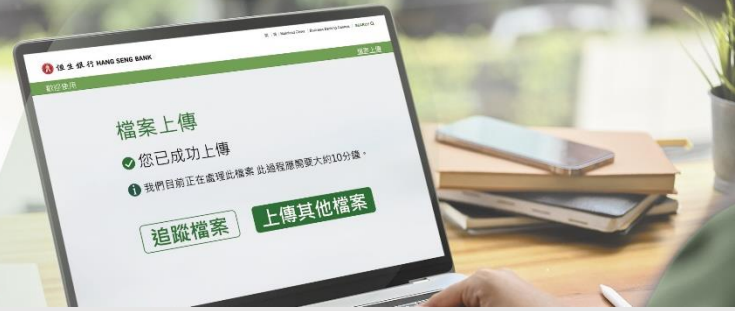 恒生銀行 HANG SENG BANK
歡迎使用
檔案上傳
您已成功上傳
我們目前正在處理此檔案 此過程應需要大約10分鐘。
追蹤檔案
上傳其他檔案